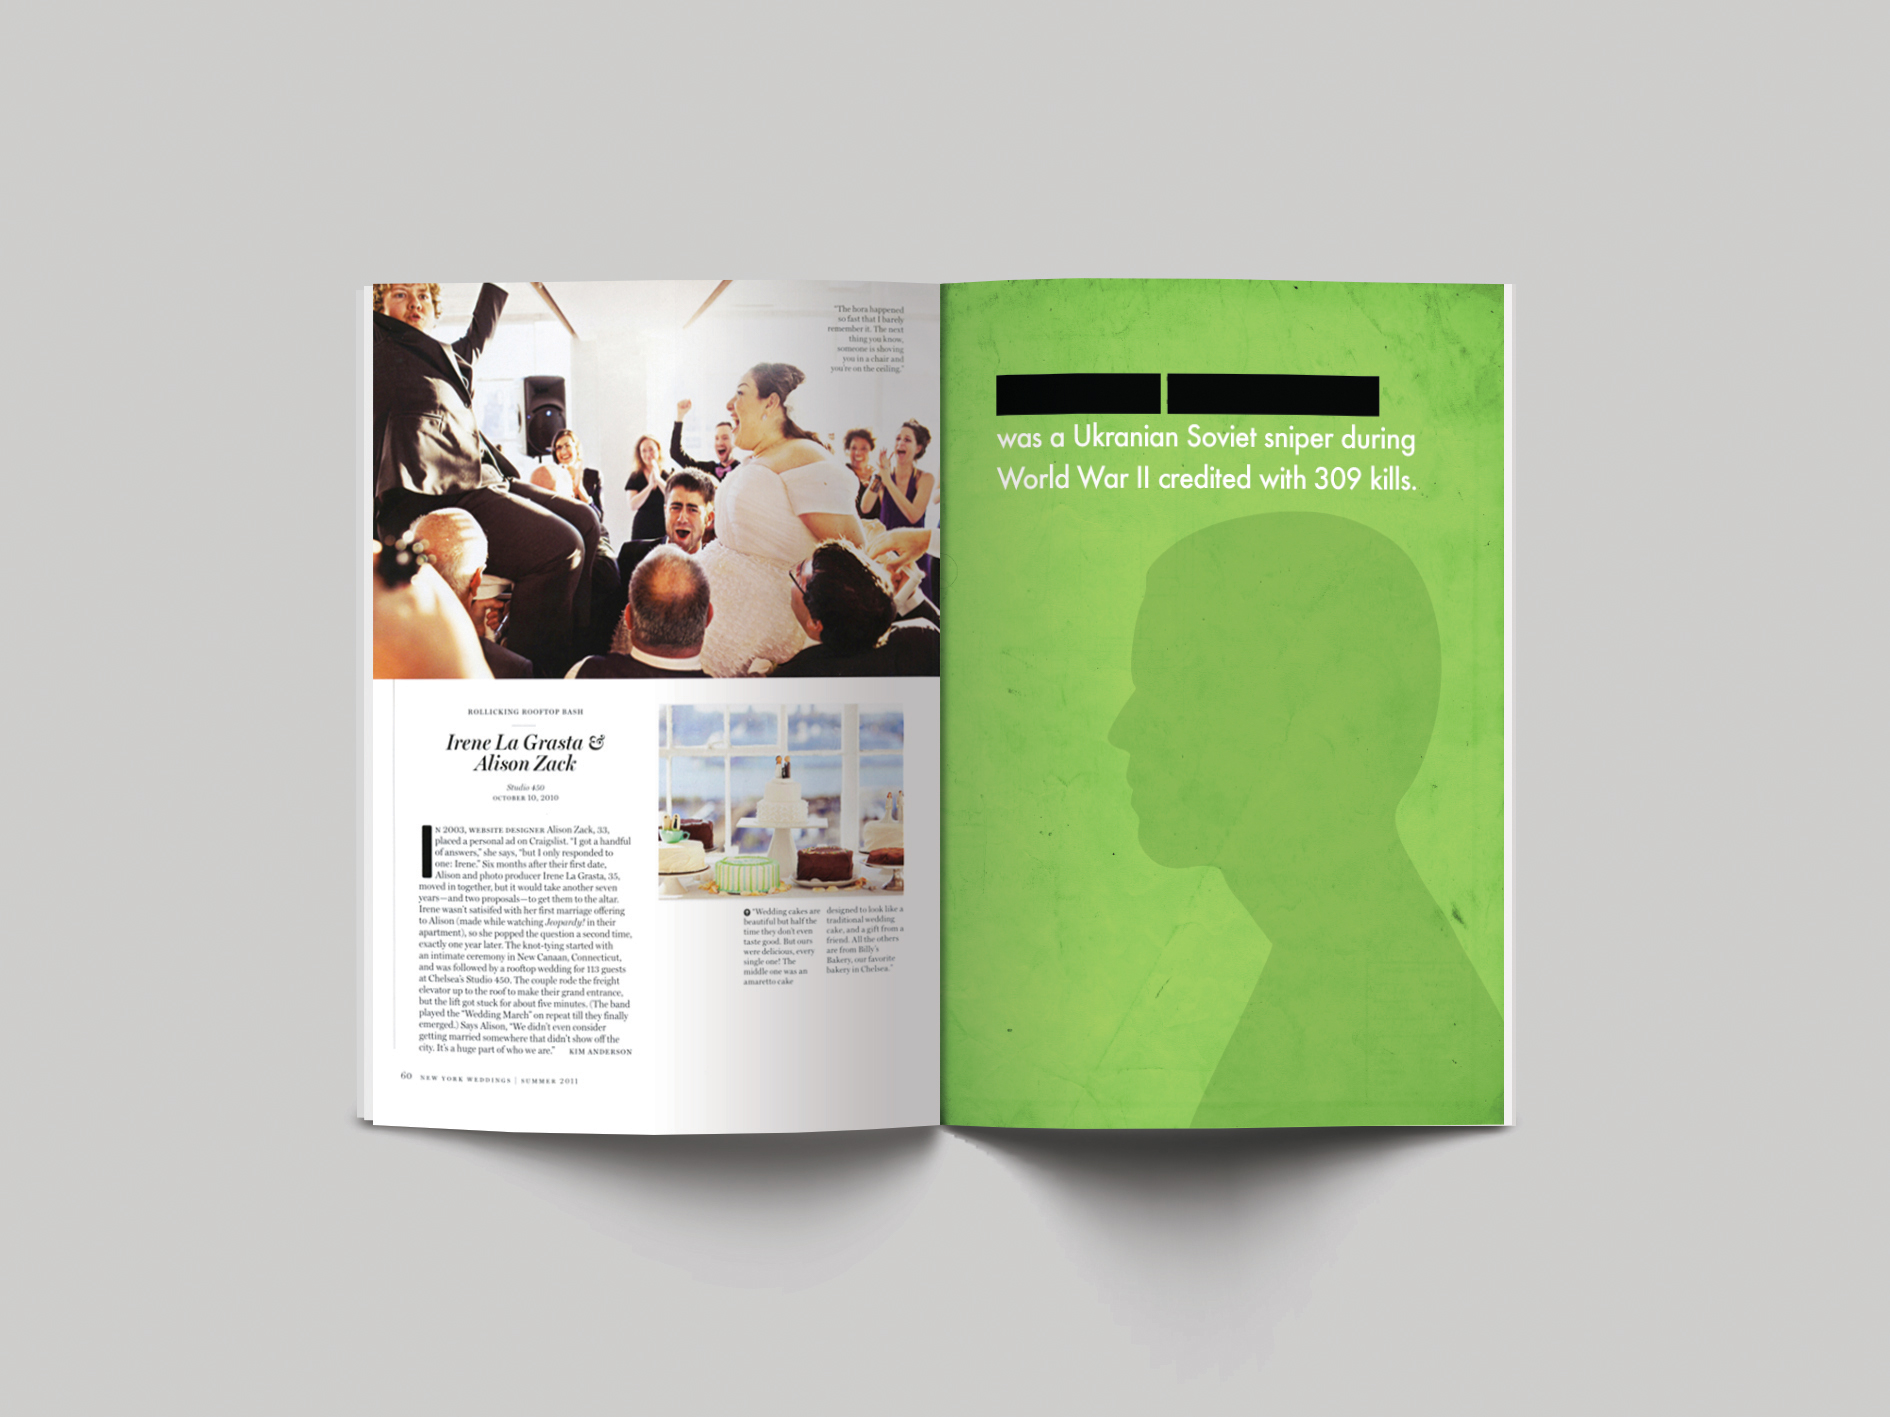 "The hora happened
so fast that I barely
remember it. The next
thing you know,
someone is shoving
you in a chair and
you're on the ceiling."
ROLLICKING ROOFTOP BASH
Irene La Grasta &
Alison Zack
Studio 450
OCTOBER 10, 2010
IN 2003, WEBSITE DESIGNER Alison Zack, 33,
placed a personal ad on Craigslist. "I got a handful
of answers," she says, "but I only responded to
one: Irene." Six months after their first date,
Alison and photo producer Irene La Grasta, 35,
moved in together, but it would take another seven
years—and two proposals—to get them to the altar.
Irene wasn't satisifed with her first marriage offering
to Alison (made while watching Jeopardy! in their
apartment), so she popped the question a second time,
exactly one year later. The knot-tying started with
an intimate ceremony in New Canaan, Connecticut,
and was followed by a rooftop wedding for 113 guests
at Chelsea's Studio 450. The couple rode the freight
elevator up to the roof to make their grand entrance,
but the lift got stuck for about five minutes. (The band
played the "Wedding March" on repeat till they finally
emerged.) Says Alison, "We didn't even consider
getting married somewhere that didn't show off the
city. It's a huge part of who we are." KIM ANDERSON
"Wedding cakes are
beautiful but half the
time they don't even
taste good. But ours
were delicious, every
single one! The
middle one was an
amaretto cake
designed to look like a
traditional wedding
cake, and a gift from a
friend. All the others
are from Billy's
Bakery, our favorite
bakery in Chelsea."
60 NEW YORK WEDDINGS | SUMMER 2011
was a Ukranian Soviet sniper during
World War II credited with 309 kills.